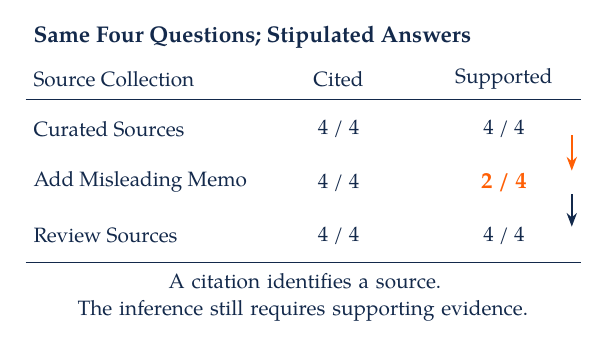 Same Four Questions; Stipulated Answers
Source Collection Cited Supported
Curated Sources 4 / 4 4 / 4
Add Misleading Memo 4 / 4 2 / 4
Review Sources 4 / 4 4 / 4
A citation identifies a source.
The inference still requires supporting evidence.